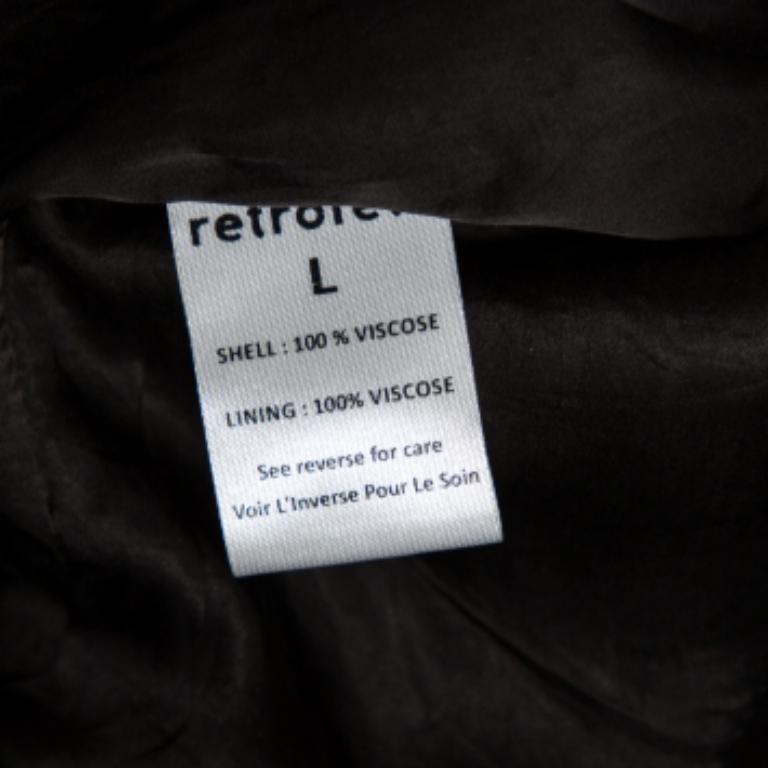 L
SHELL : 100 % VISCOSE
LINING : 100% VISCOSE
See reverse for care
Voir L'Inverse Pour Le Soin